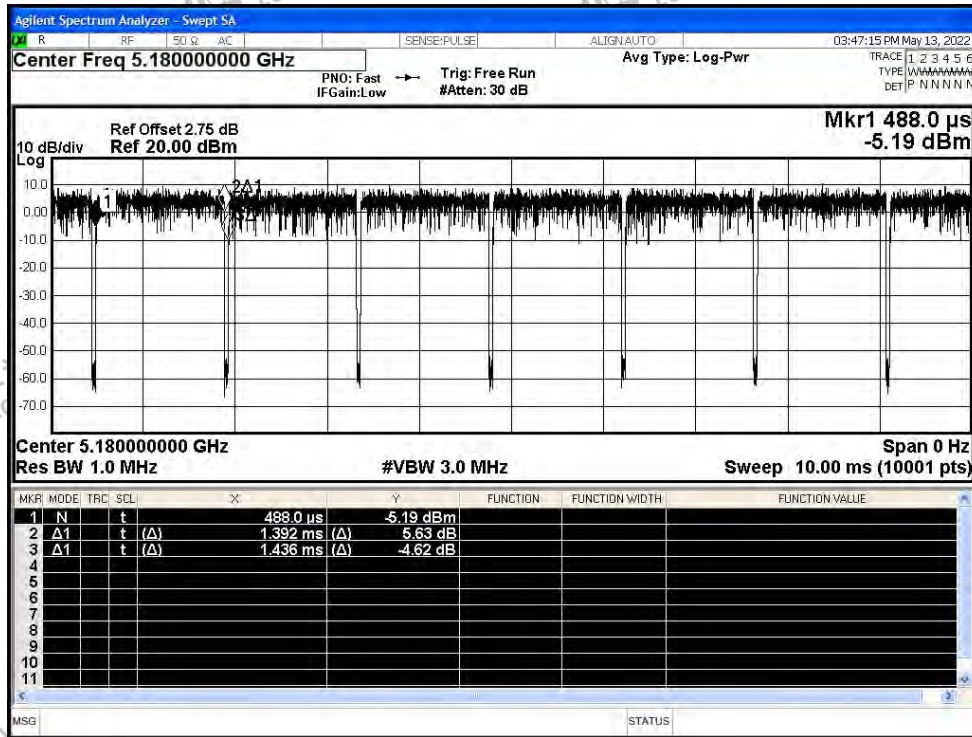 Agilent Spectrum Analyzer - Swept SA
LXI R RF 50 Ω AC SENSE:PULSE ALIGN AUTO 03:47:15 PM May 13, 2022
Center Freq 5.180000000 GHz Avg Type: Log-Pwr TRACE 1 2 3 4 5 6
PNO: Fast Trig: Free Run TYPE WWWWWW
IFGain:Low #Atten: 30 dB DET P N N N N N
Mkr1 488.0 µs
Ref Offset 2.75 dB
10 dB/div Ref 20.00 dBm -5.19 dBm
Log
10.0
2Δ1
1
0.00
-10.0
-20.0
-30.0
-40.0
-50.0
-60.0
-70.0
Center 5.180000000 GHz Span 0 Hz
Res BW 1.0 MHz #VBW 3.0 MHz Sweep 10.00 ms (10001 pts)
MKR MODE TRC SCL X Y FUNCTION FUNCTION WIDTH FUNCTION VALUE
1 N t 488.0 µs -5.19 dBm
2 Δ1 t (Δ) 1.392 ms (Δ) 5.63 dB
3 Δ1 t (Δ) 1.436 ms (Δ) -4.62 dB
4
5
6
7
8
9
10
11
MSG STATUS